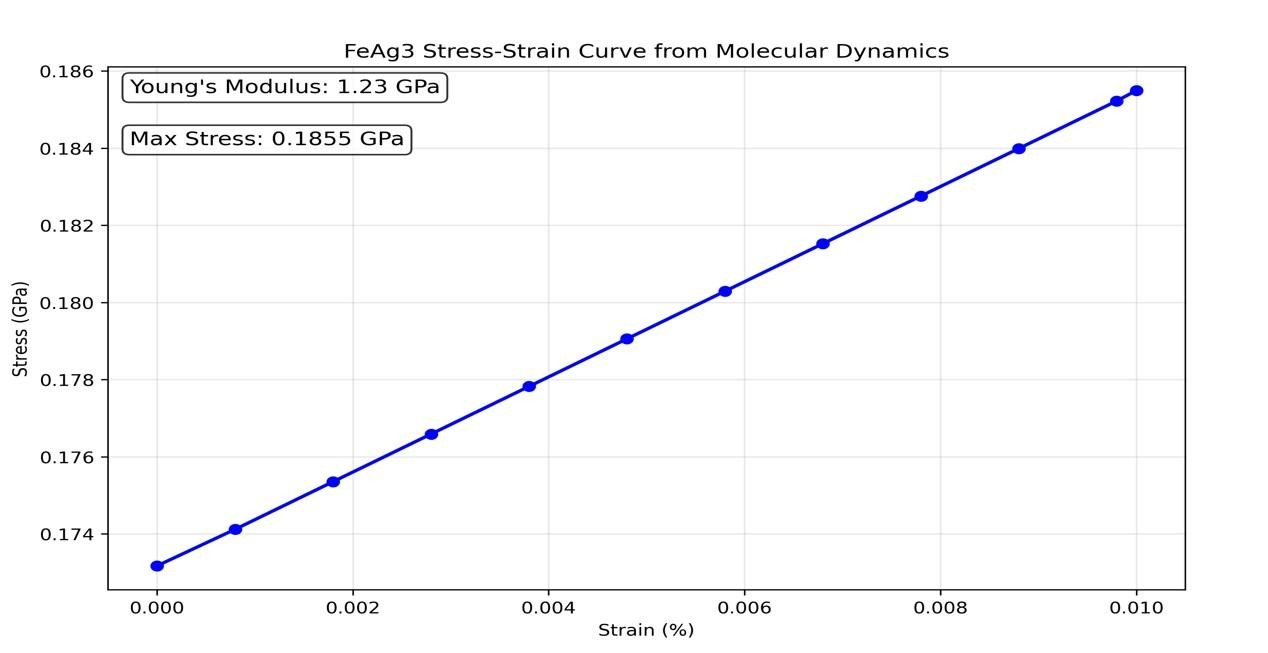 FeAg3 Stress-Strain Curve from Molecular Dynamics
Young's Modulus: 1.23 GPa
Max Stress: 0.1855 GPa
Stress (GPa)
0.186
0.184
0.182
0.180
0.178
0.176
0.174
0.000 0.002 0.004 0.006 0.008 0.010
Strain (%)